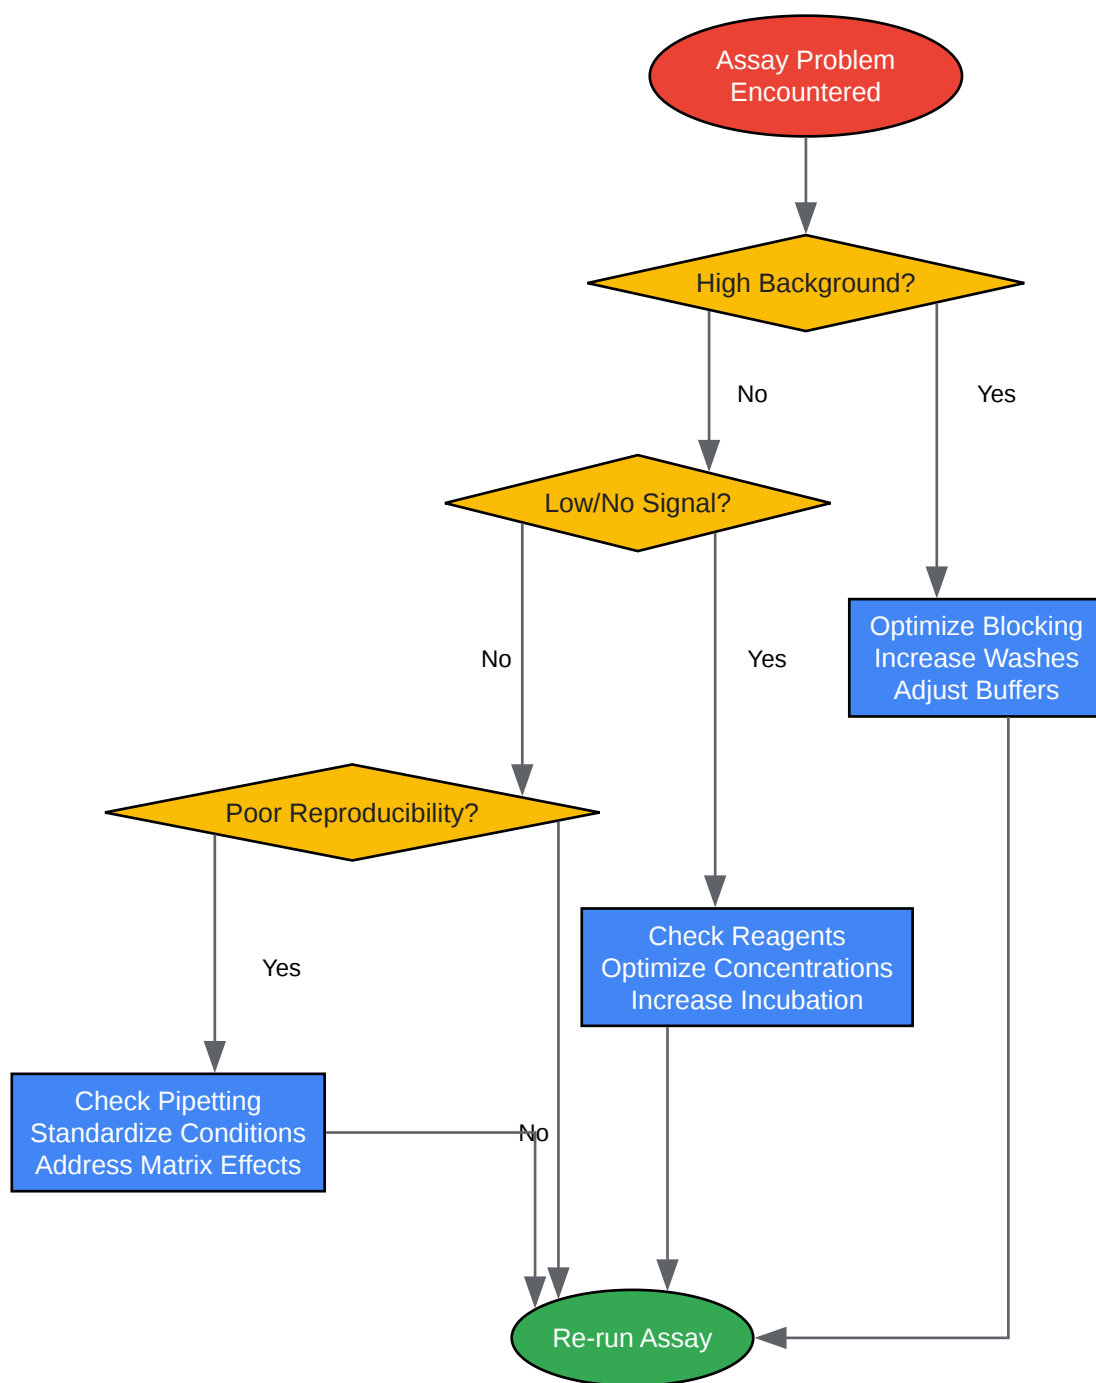 Assay Problem
Encountered
High Background?
No
Yes
Low/No Signal?
No
Yes
Optimize Blocking
Increase Washes
Adjust Buffers
Poor Reproducibility?
Yes
No
Check Reagents
Optimize Concentrations
Increase Incubation
Check Pipetting
Standardize Conditions
Address Matrix Effects
Re-run Assay